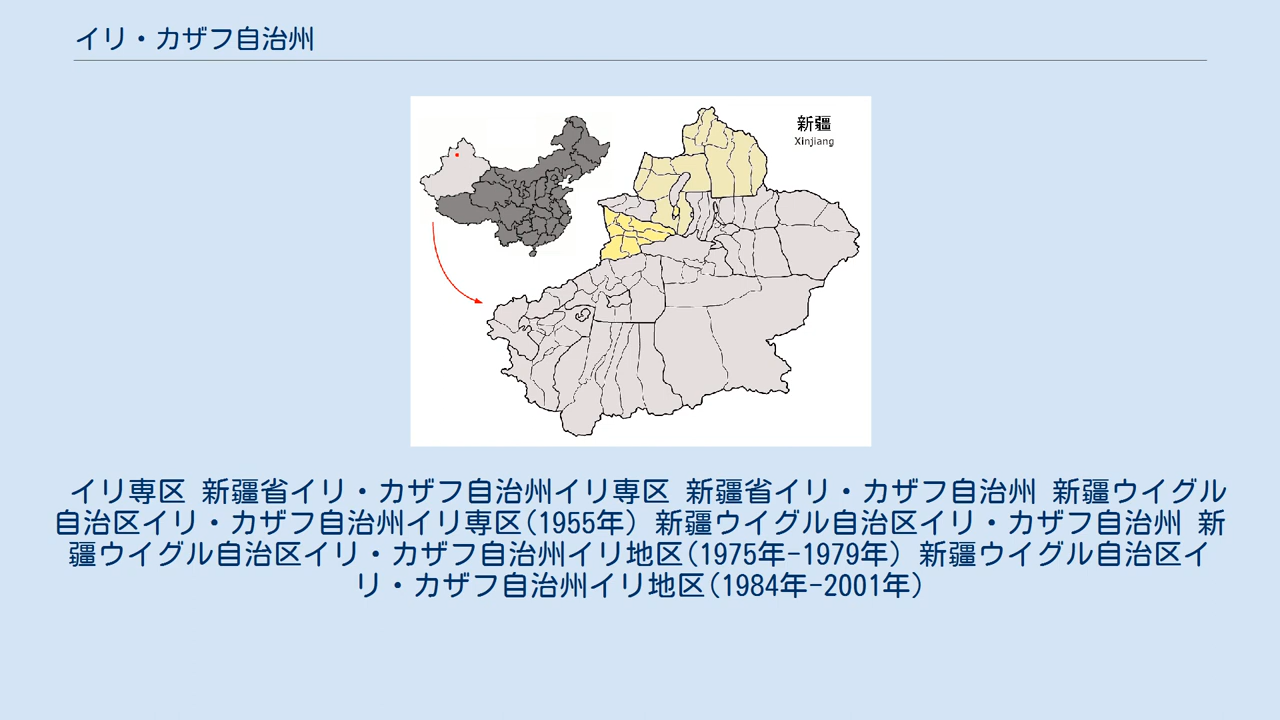 イリ・カザフ自治州
新疆
Xinjiang
イリ専区 新疆省イリ・カザフ自治州イリ専区 新疆省イリ・カザフ自治州 新疆ウイグル
自治区イリ・カザフ自治州イリ専区(1955年) 新疆ウイグル自治区イリ・カザフ自治州 新
疆ウイグル自治区イリ・カザフ自治州イリ地区(1975年-1979年) 新疆ウイグル自治区イ
リ・カザフ自治州イリ地区(1984年-2001年)